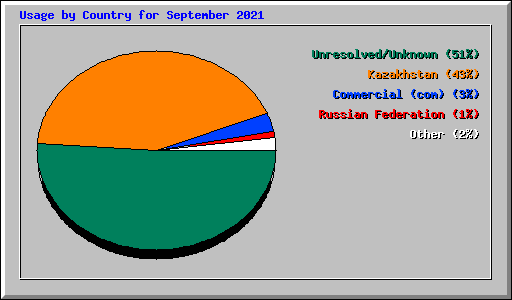 Usage by Country for September 2021
Unresolved/Unknown (51%)
Kazakhstan (43%)
Commercial (com) (3%)
Russian Federation (1%)
Other (2%)